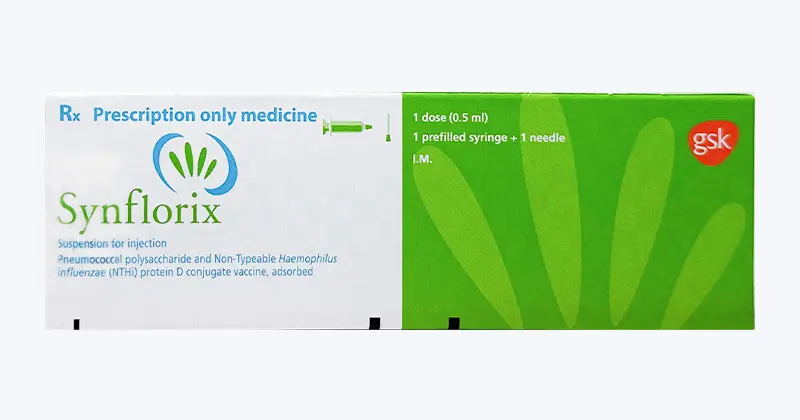 Rx Prescription only medicine
Synflorix
Suspension for injection
Pneumococcal polysaccharide and Non-Typeable Haemophilus
influenzae (NTHi) protein D conjugate vaccine, adsorbed
1 dose (0.5 ml)
1 prefilled syringe + 1 needle
I.M.
gsk